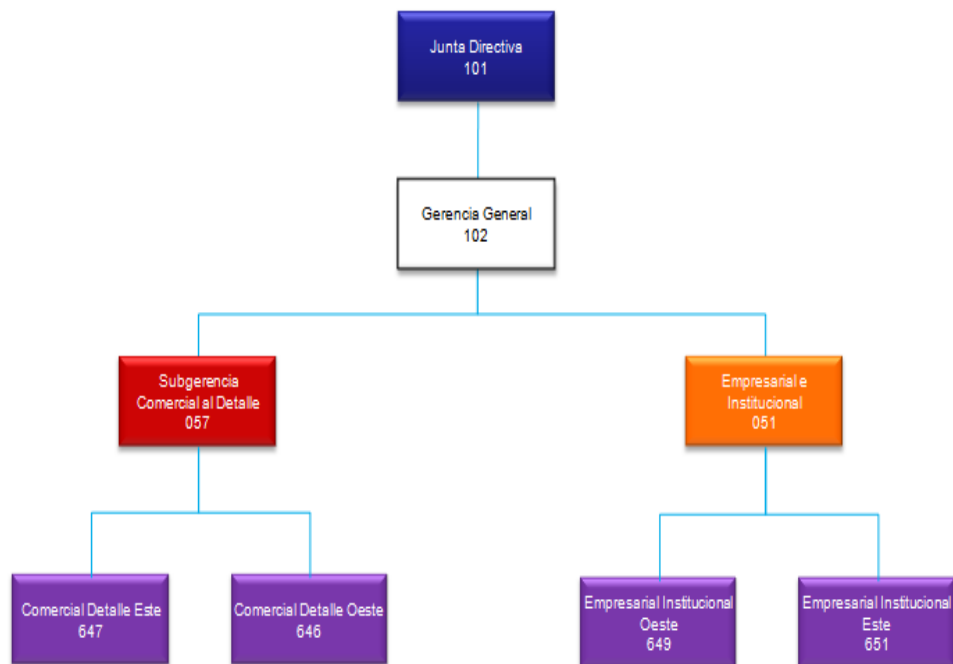 Junta Directiva
101
Gerencia General
102
Subgerencia
Comercial al Detalle
057
Empresarial e
Institucional
051
Comercial Detalle Este
647
Comercial Detalle Oeste
646
Empresarial Institucional
Oeste
649
Empresarial Institucional
Este
651